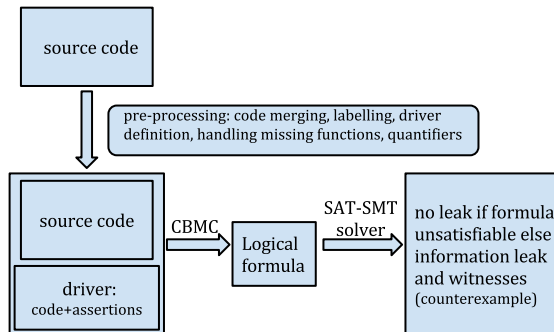 source code
pre-processing: code merging, labelling, driver
definition, handling missing functions, quantifiers
source code
driver:
code+assertions
CBMC
Logical
formula
SAT-SMT
solver
no leak if formula
unsatisfiable else
information leak
and witnesses
(counterexample)